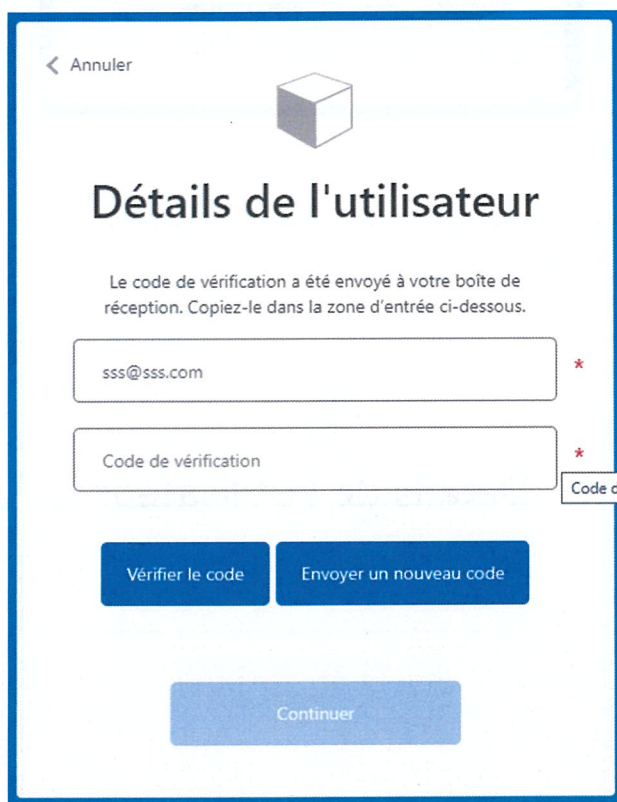 Annuler
Détails de l'utilisateur
Le code de vérification a été envoyé à votre boîte de
réception. Copiez-le dans la zone d'entrée ci-dessous.
sss@sss.com
*
Code de vérification
*
Code
Vérifier le code
Envoyer un nouveau code
Continuer